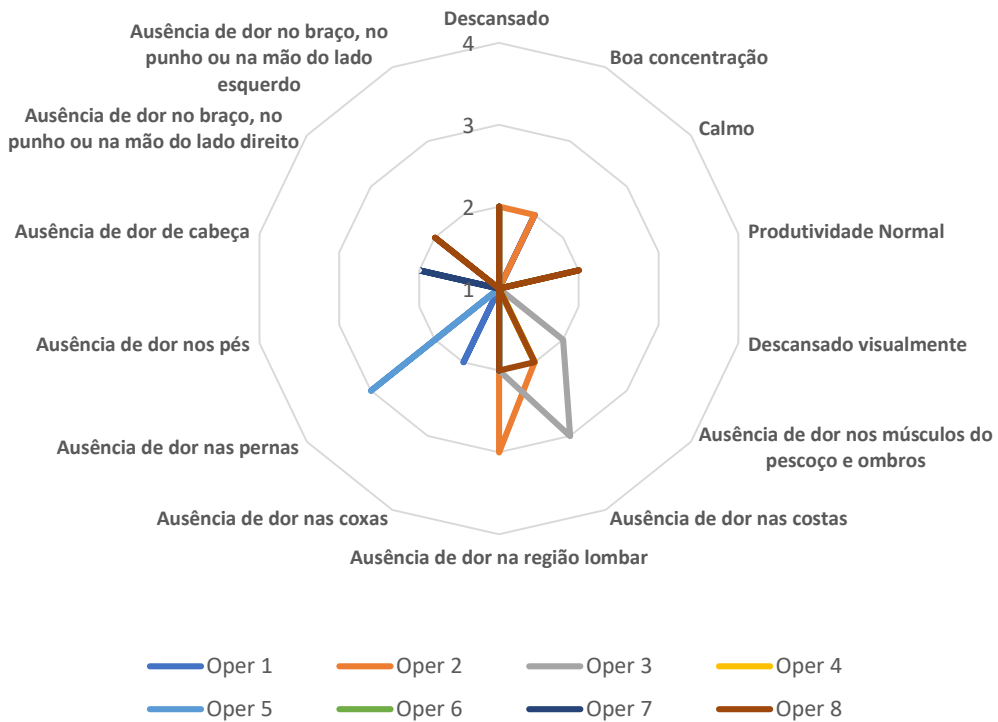 Descansado
Ausência de dor no braço, no
punho ou na mão do lado
esquerdo
4
Boa concentração
Ausência de dor no braço, no
punho ou na mão do lado direito
3
Calmo
2
Ausência de dor de cabeça
Produtividade Normal
1
Ausência de dor nos pés
Descansado visualmente
Ausência de dor nas pernas
Ausência de dor nos músculos do
pescoço e ombros
Ausência de dor nas coxas
Ausência de dor nas costas
Ausência de dor na região lombar
Oper 1 Oper 2 Oper 3 Oper 4
Oper 5 Oper 6 Oper 7 Oper 8